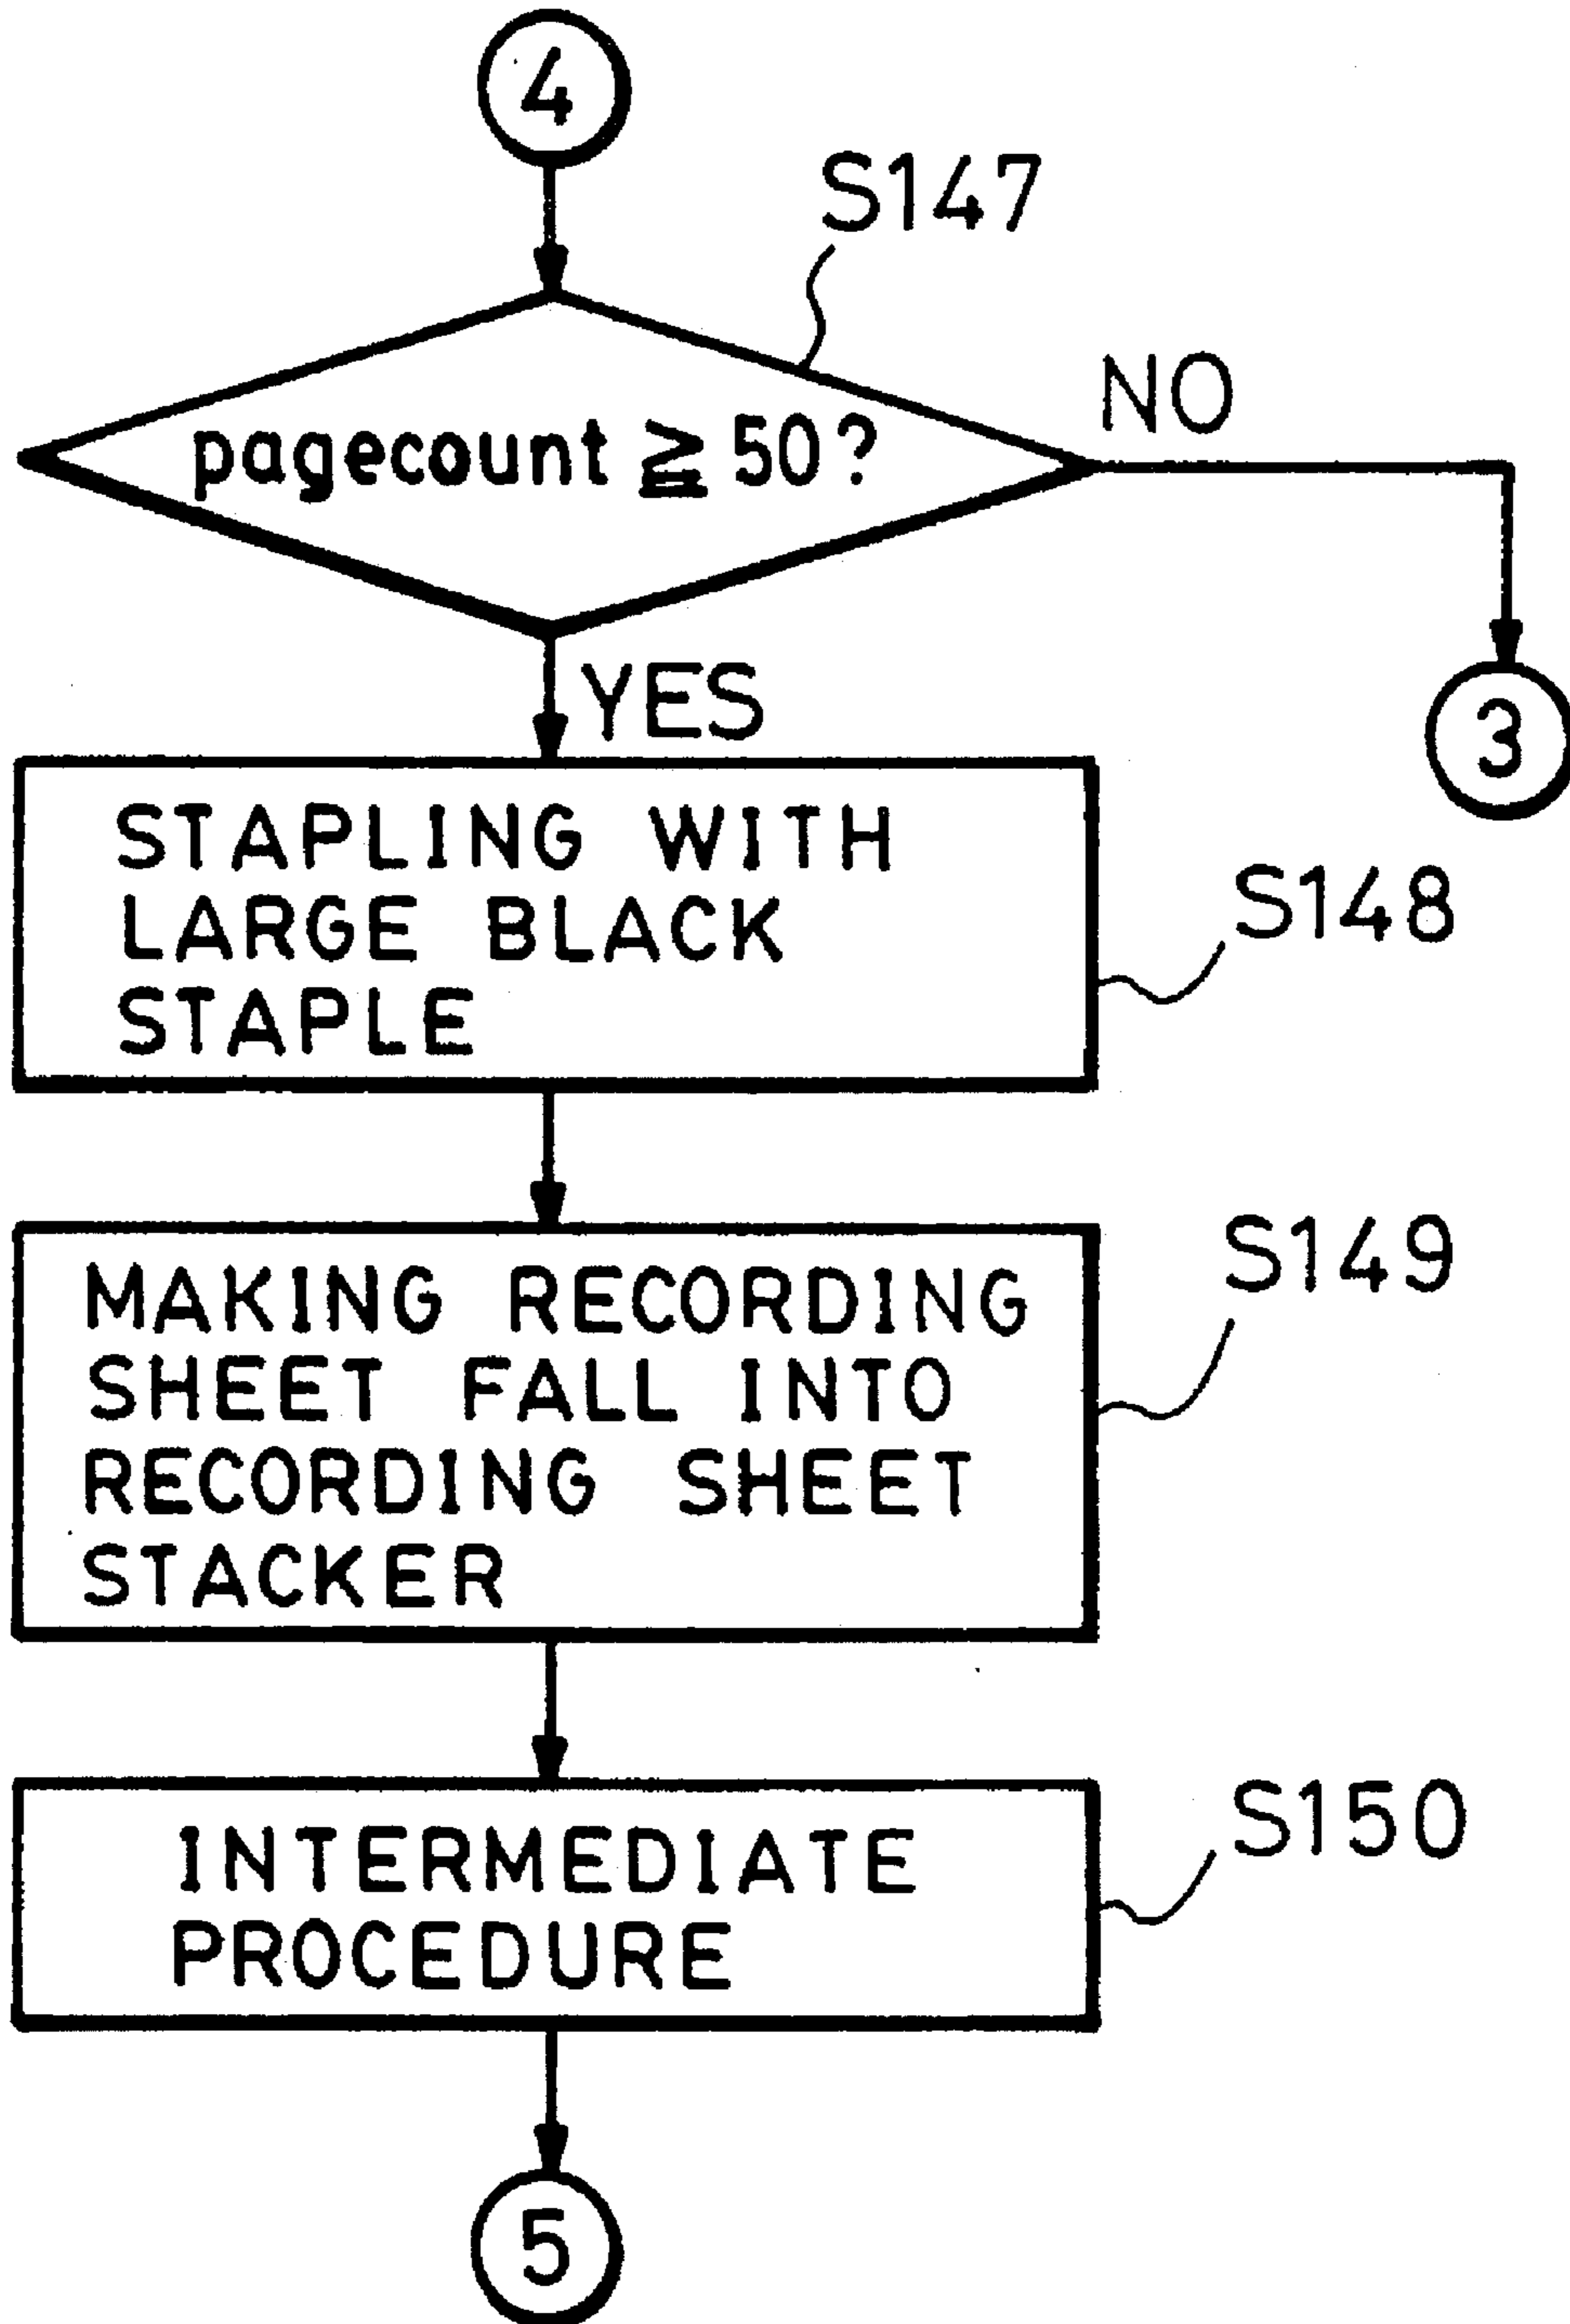 4
S147
pagecount ≧ 50?
NO
YES
3
STAPLING WITH
LARGE BLACK
STAPLE
S148
MAKING RECORDING
SHEET FALL INTO
RECORDING SHEET
STACKER
S149
INTERMEDIATE
PROCEDURE
S150
5